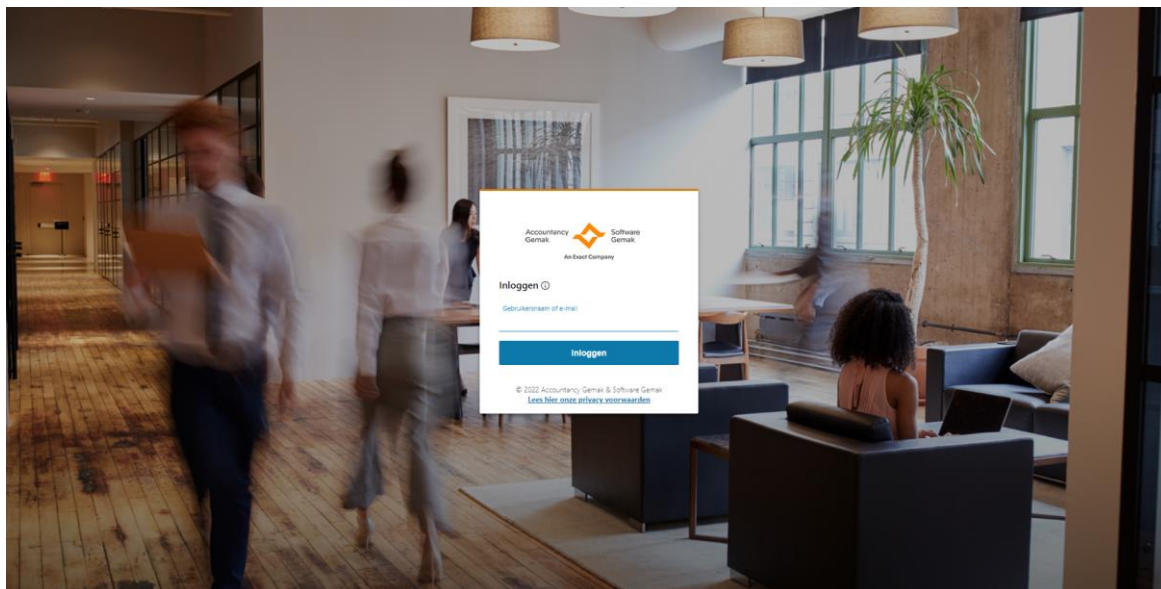 Accountancy
Gemak
Software
Gemak
An Exact Company
Inloggen
Gebruikersnaam of e-mail
Inloggen
© 2022 Accountancy Gemak & Software Gemak
Lees hier onze privacy voorwaarden